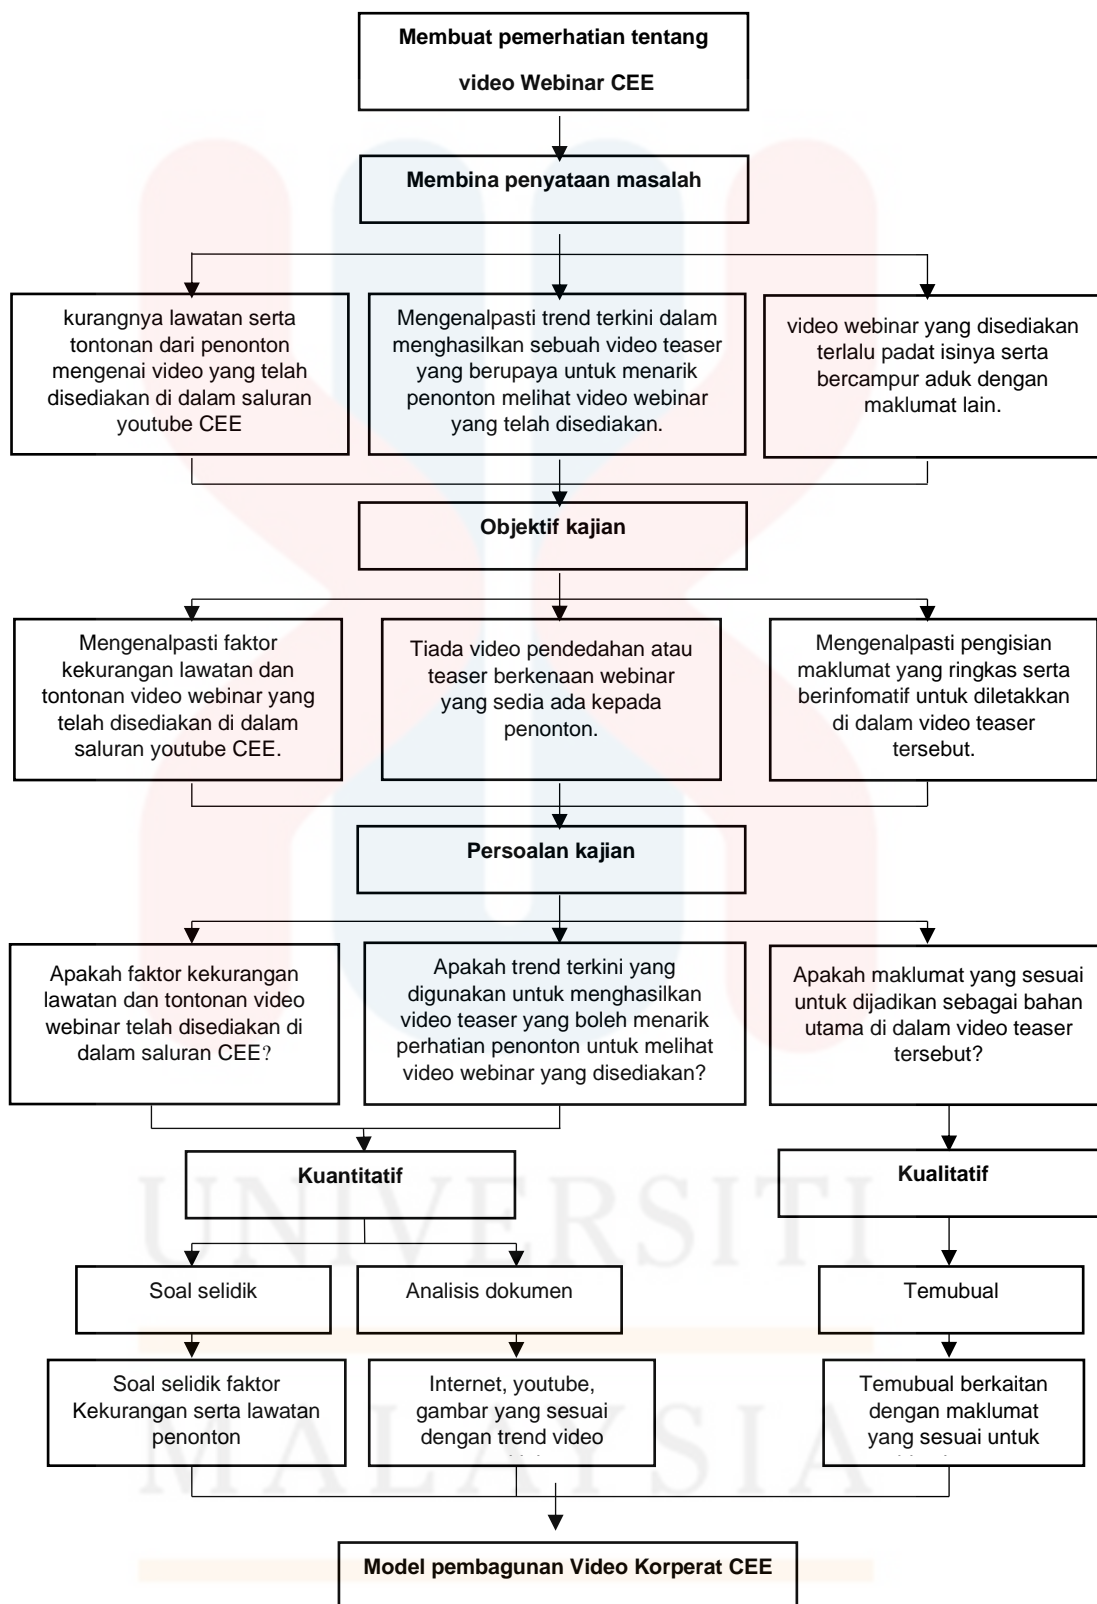 Membuat pemerhatian tentang
video Webinar CEE
Membina penyataan masalah
kurangnya lawatan serta
tontonan dari penonton
mengenai video yang telah
disediakan di dalam saluran
youtube CEE
Mengenalpasti trend terkini dalam
menghasilkan sebuah video teaser
yang berupaya untuk menarik
penonton melihat video webinar
yang telah disediakan.
video webinar yang disediakan
terlalu padat isinya serta
bercampur aduk dengan
maklumat lain.
Objektif kajian
Mengenalpasti faktor
kekurangan lawatan dan
tontonan video webinar yang
telah disediakan di dalam
saluran youtube CEE.
Tiada video pendedahan atau
teaser berkenaan webinar
yang sedia ada kepada
penonton.
Mengenalpasti pengisian
maklumat yang ringkas serta
berinfomatif untuk diletakkan
di dalam video teaser
tersebut.
Persoalan kajian
Apakah faktor kekurangan
lawatan dan tontonan video
webinar telah disediakan di
dalam saluran CEE?
Apakah trend terkini yang
digunakan untuk menghasilkan
video teaser yang boleh menarik
perhatian penonton untuk melihat
video webinar yang disediakan?
Apakah maklumat yang sesuai
untuk dijadikan sebagai bahan
utama di dalam video teaser
tersebut?
Kuantitatif
Kualitatif
UNIVERSITI
Soal selidik
Analisis dokumen
Temubual
Soal selidik faktor
Kekurangan serta lawatan
penonton
Internet, youtube,
gambar yang sesuai
dengan trend video
Temubual berkaitan
dengan maklumat
yang sesuai untuk
MALAYSIA
Model pembagunan Video Korperat CEE